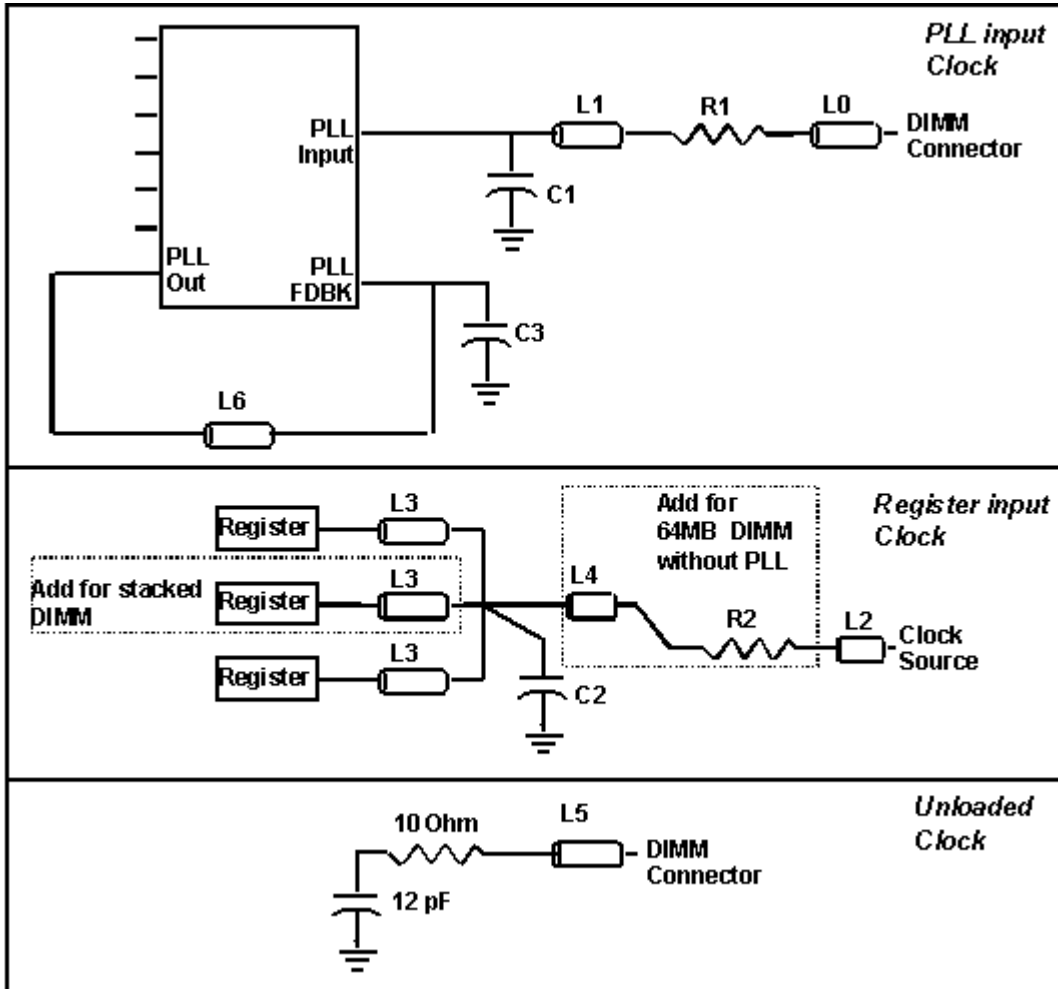 PLL input
Clock
L1
R1
L0
PLL
Input
DIMM
Connector
C1
PLL
Out
PLL
FDBK
C3
L6
Register input
Clock
Add for
64MB DIMM
without PLL
L3
Register
Add for stacked
DIMM
L3
Register
L4
R2
L2
Clock
Source
L3
Register
C2
Unloaded
Clock
10 Ohm
L5
DIMM
Connector
12 pF